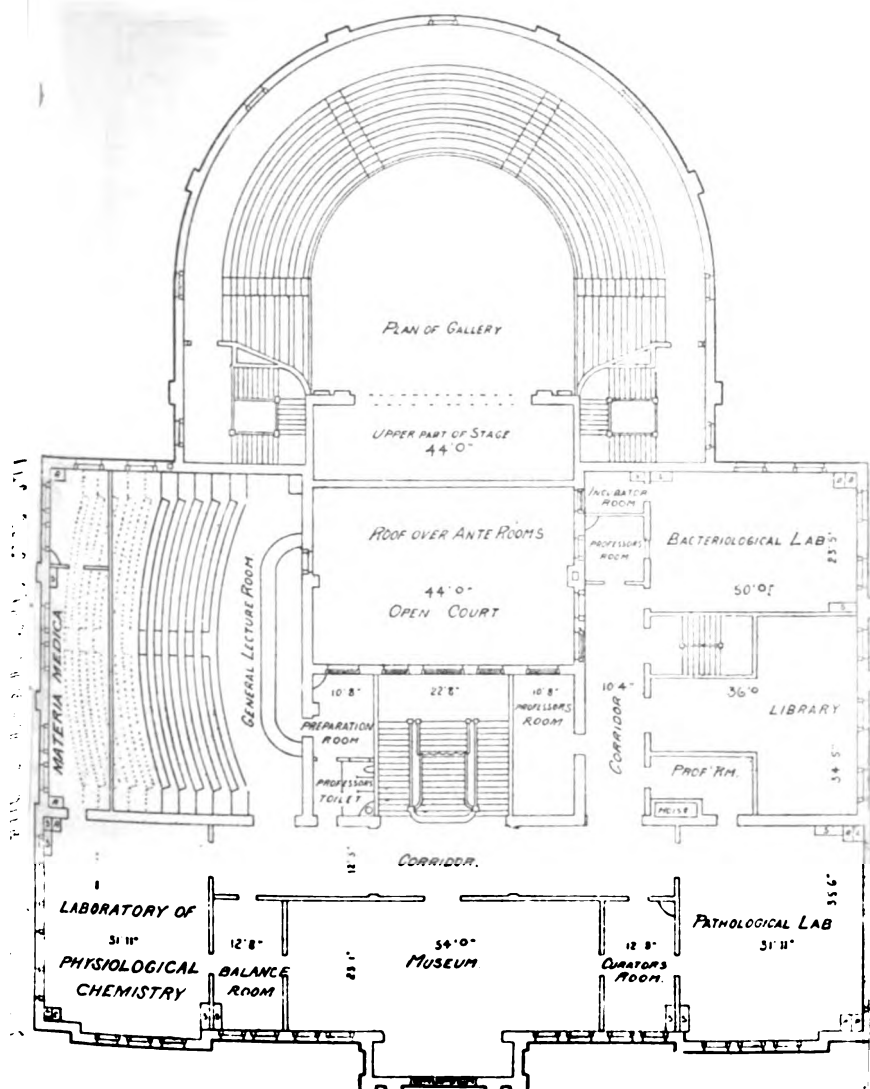 PLAN OF GALLERY
UPPER PART OF STAGE
44'0"
INCUBATOR
ROOM
ROOF OVER ANTE ROOMS
PROFESSORS
ROOM
BACTERIOLOGICAL LAB
23'5"
50'0"
44'0"
OPEN COURT
MATERIA MEDICA
GENERAL LECTURE ROOM.
10'8"
22'8"
10'8"
PROFESSORS
ROOM
PREPARATION
ROOM
PROFESSORS
TOILET
10'4"
CORRIDOR
36'0
LIBRARY
34'5"
PROF' RM.
HOIST
CORRIDOR.
12'5"
LABORATORY OF
31'11"
PHYSIOLOGICAL
CHEMISTRY
12'8"
BALANCE
ROOM
23'1"
54'0"
MUSEUM
12'8"
CURATORS
ROOM.
PATHOLOGICAL LAB
31'11"
35'6"